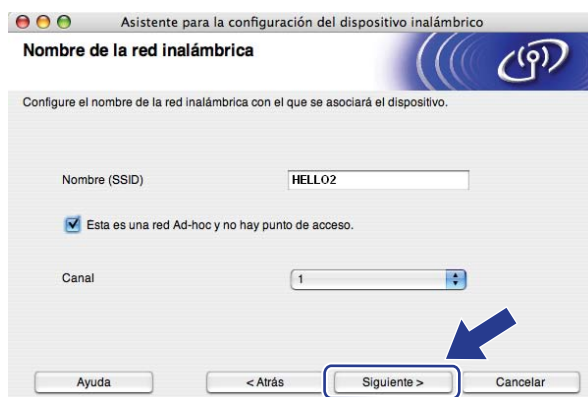 Asistente para la configuración del dispositivo inalámbrico
Nombre de la red inalámbrica
Configure el nombre de la red inalámbrica con el que se asociará el dispositivo.
Nombre (SSID) HELLO2
Esta es una red Ad-hoc y no hay punto de acceso.
Canal 1
Ayuda < Atrás Siguiente > Cancelar